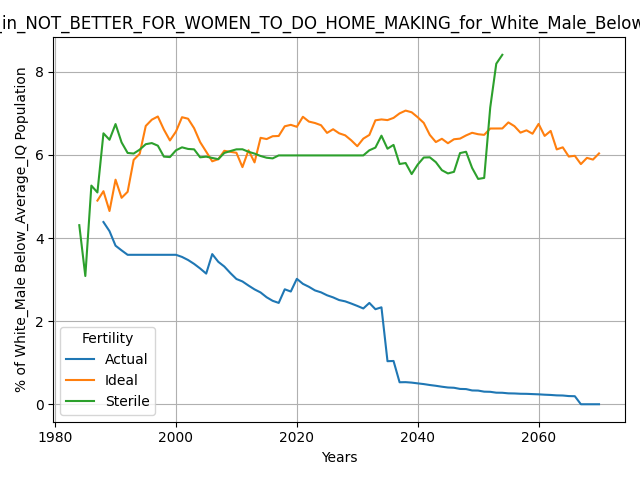 _in_NOT_BETTER_FOR_WOMEN_TO_DO_HOME_MAKING_for_White_Male_Below
% of White_Male Below_Average_IQ Population
8
6
4
2
0
Fertility
Actual
Ideal
Sterile
1980
2000
2020
2040
2060
Years